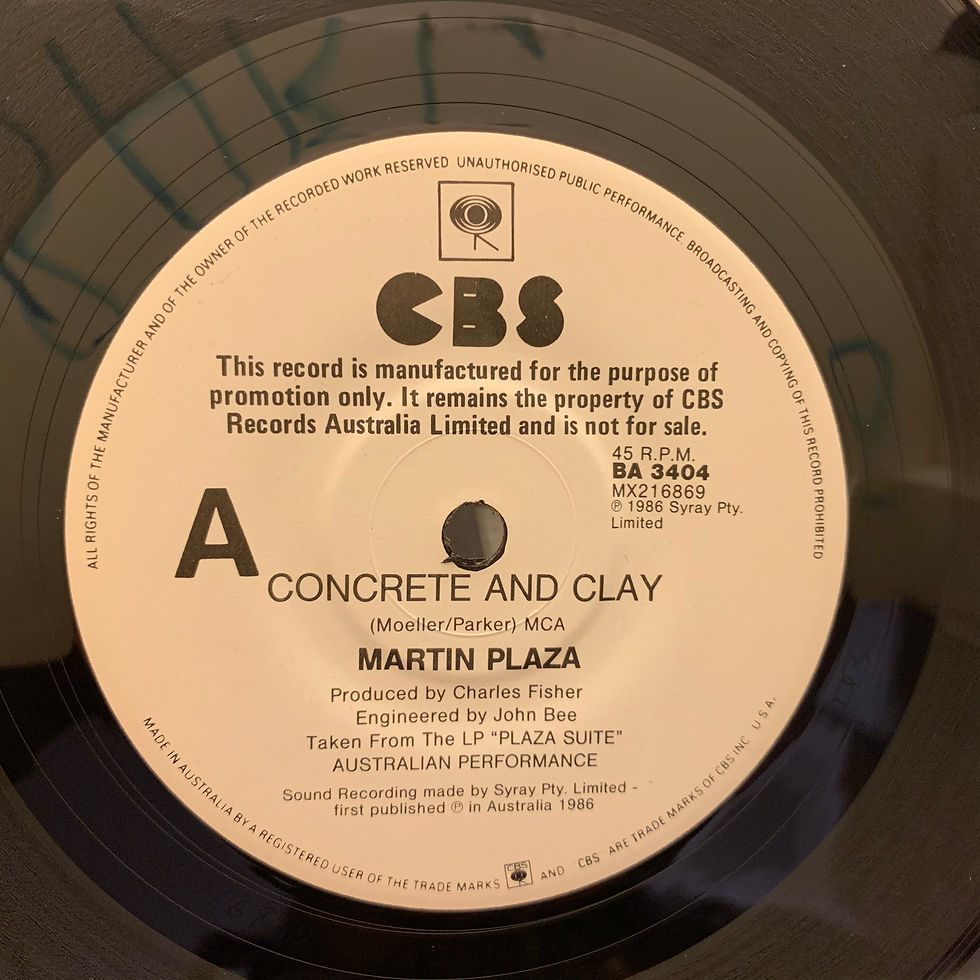 ALL RIGHTS OF THE MANUFACTURER AND OF THE OWNER OF THE RECORDED WORK RESERVED UNAUTHORISED PUBLIC PERFORMANCE BROADCASTING AND COPYING OF THIS RECORD PROHIBITED
CBS
This record is manufactured for the purpose of
promotion only. It remains the property of CBS
Records Australia Limited and is not for sale.
45 R.P.M.
BA 3404
MX216869
℗ 1986 Syray Pty.
Limited
A
CONCRETE AND CLAY
(Moeller/Parker) MCA
MARTIN PLAZA
Produced by Charles Fisher
Engineered by John Bee
Taken From The LP “PLAZA SUITE”
AUSTRALIAN PERFORMANCE
Sound Recording made by Syray Pty. Limited -
first published ℗ in Australia 1986
MADE IN AUSTRALIA BY A REGISTERED USER OF THE TRADE MARKS CBS AND "CBS" ARE TRADE MARKS OF CBS INC U S A.